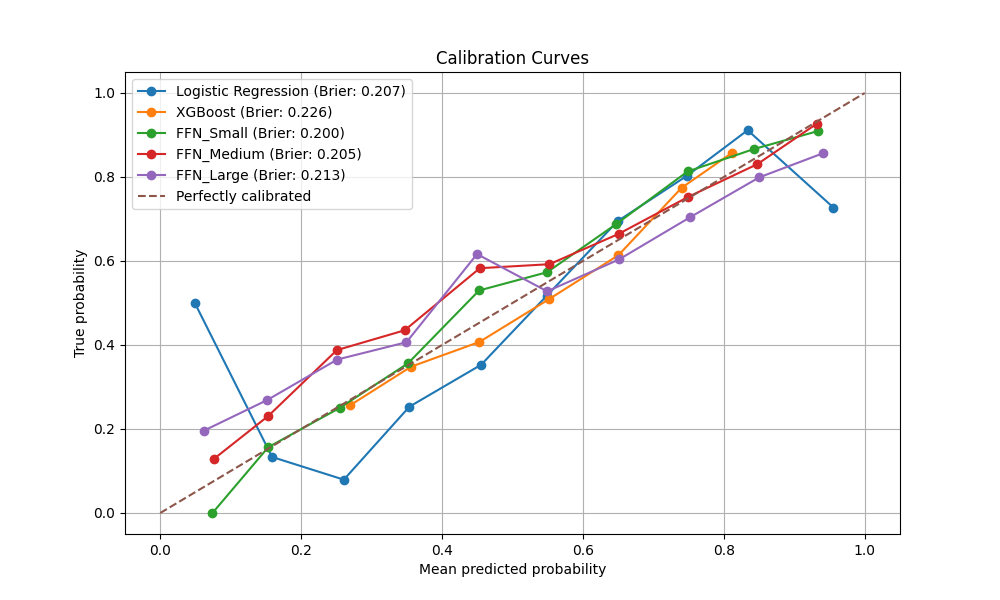 Calibration Curves
Logistic Regression (Brier: 0.207)
XGBoost (Brier: 0.226)
FFN_Small (Brier: 0.200)
FFN_Medium (Brier: 0.205)
FFN_Large (Brier: 0.213)
Perfectly calibrated
True probability
1.0
0.8
0.6
0.4
0.2
0.0
0.0 0.2 0.4 0.6 0.8 1.0
Mean predicted probability